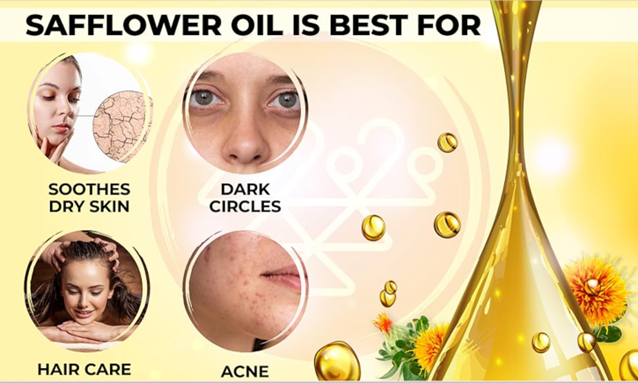 SAFFLOWER OIL IS BEST FOR
SOOTHES
DRY SKIN
DARK
CIRCLES
HAIR CARE
ACNE